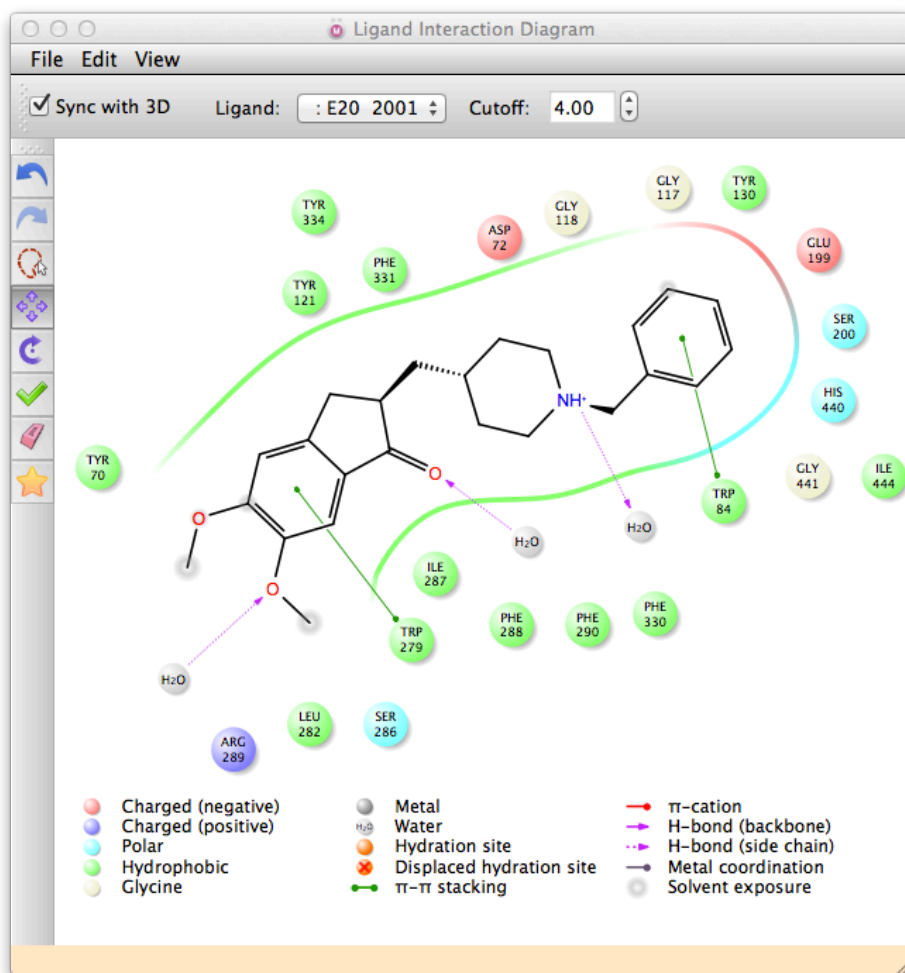 Ligand Interaction Diagram
File Edit View
Sync with 3D Ligand: : E20 2001 Cutoff: 4.00
GLY
117
TYR
130
TYR
334
GLY
118
ASP
72
GLU
199
PHE
331
TYR
121
SER
200
NH+
HIS
440
TYR
70
O
GLY
441
ILE
444
TRP
84
O
H2O
H2O
ILE
287
O
PHE
288
PHE
290
PHE
330
TRP
279
H2O
LEU
282
SER
286
ARG
289
Charged (negative) Metal π-cation
Charged (positive) H2O Water H-bond (backbone)
Polar Hydration site H-bond (side chain)
Hydrophobic Displaced hydration site Metal coordination
Glycine π-π stacking Solvent exposure